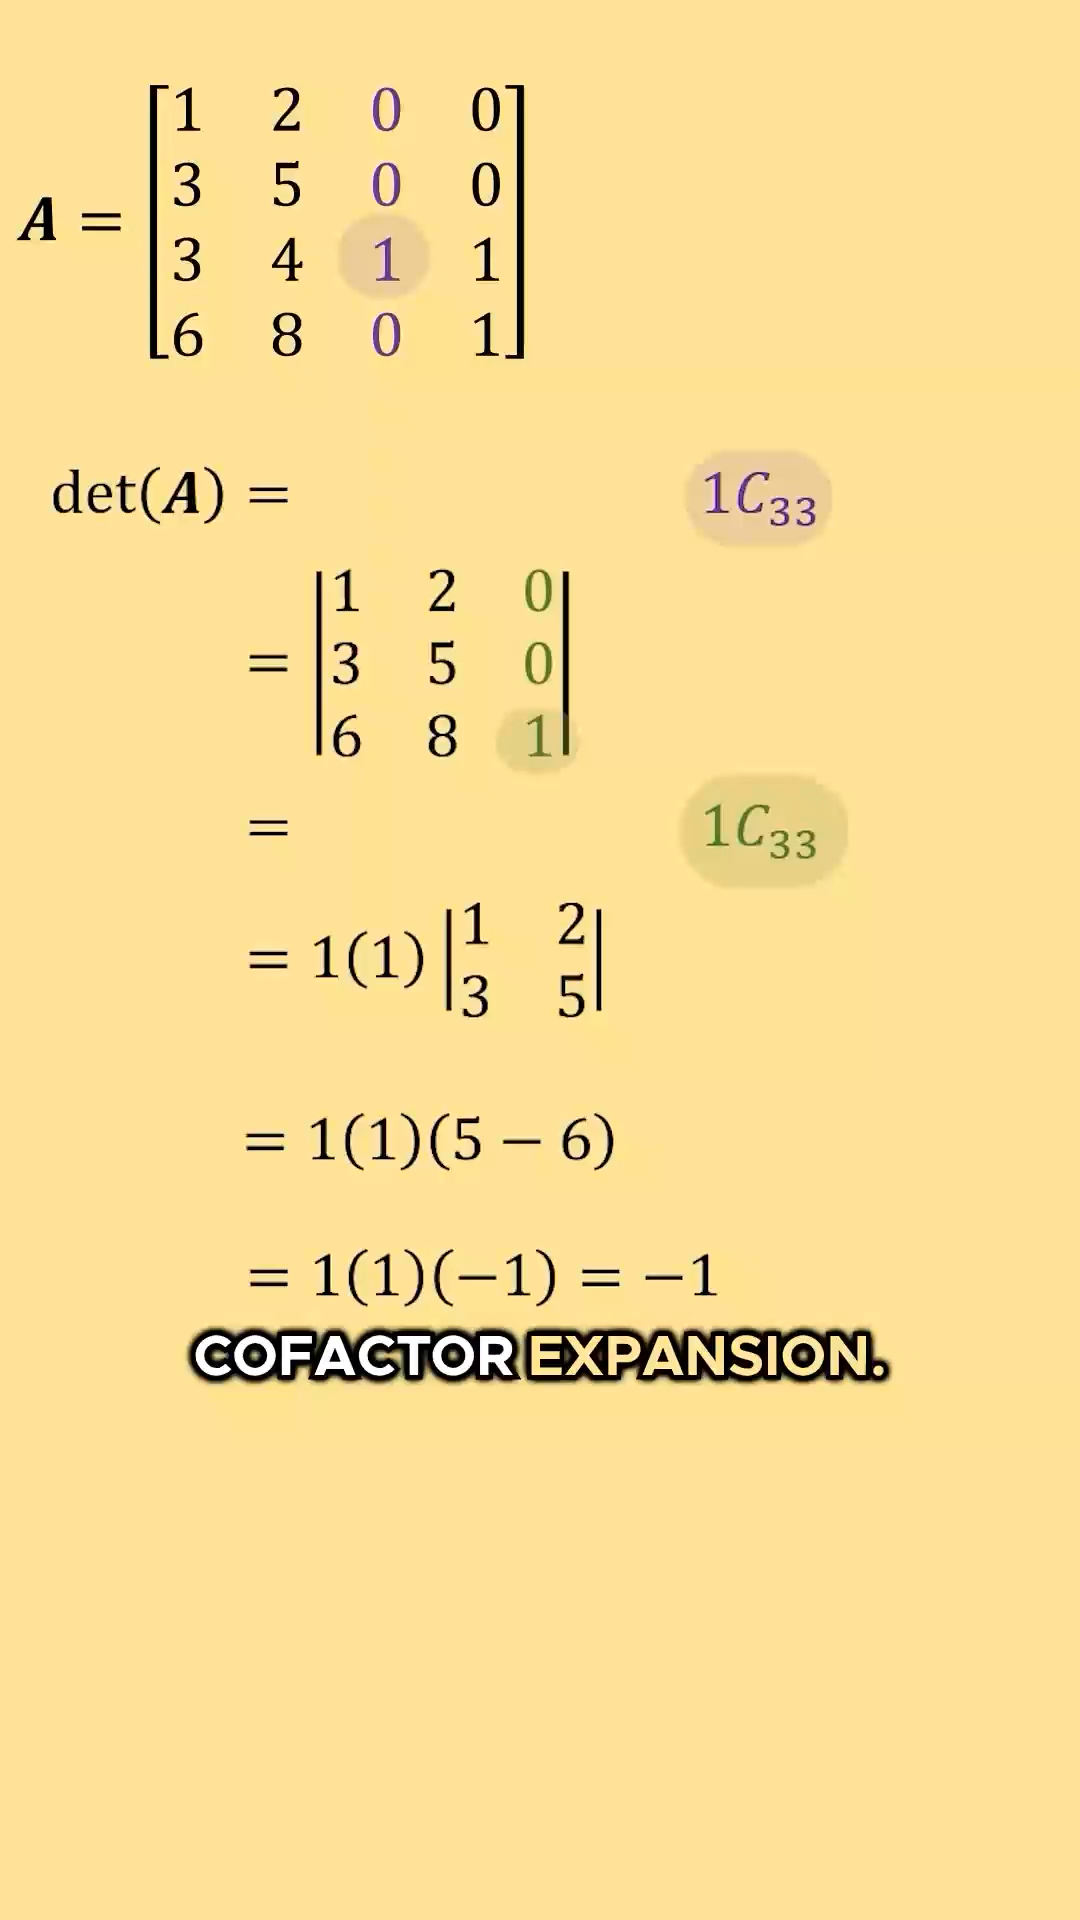 A = [1 2 0 0
3 5 0 0
3 4 1 1
6 8 0 1]
det(A) = 1C₃₃
= |1 2 0
3 5 0
6 8 1|
= 1C₃₃
= 1(1) |1 2
3 5|
= 1(1)(5 − 6)
= 1(1)(−1) = −1
COFACTOR EXPANSION.